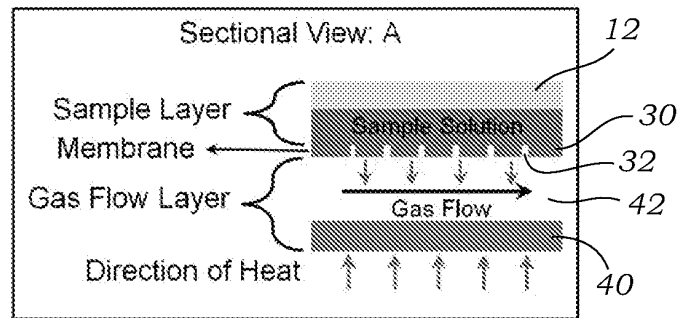 Sectional View: A
12
Sample Layer
Sample Solution
30
Membrane
32
Gas Flow Layer
42
Gas Flow
Direction of Heat
40